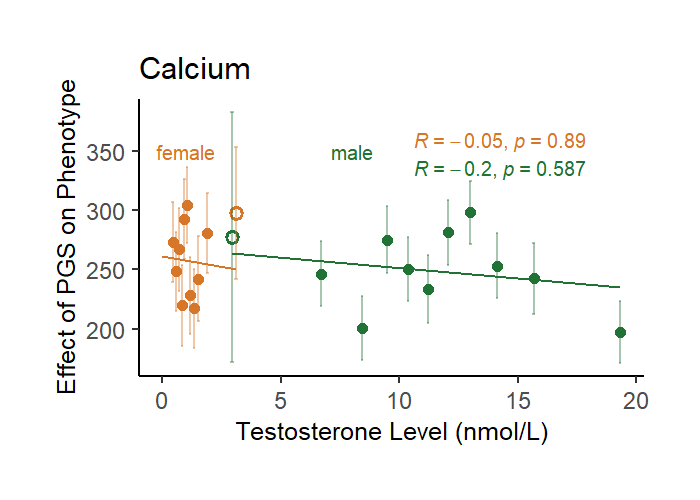 Calcium
Effect of PGS on Phenotype
350
300
250
200
female
male
R = −0.05, p = 0.89
R = −0.2, p = 0.587
0
5
10
15
20
Testosterone Level (nmol/L)